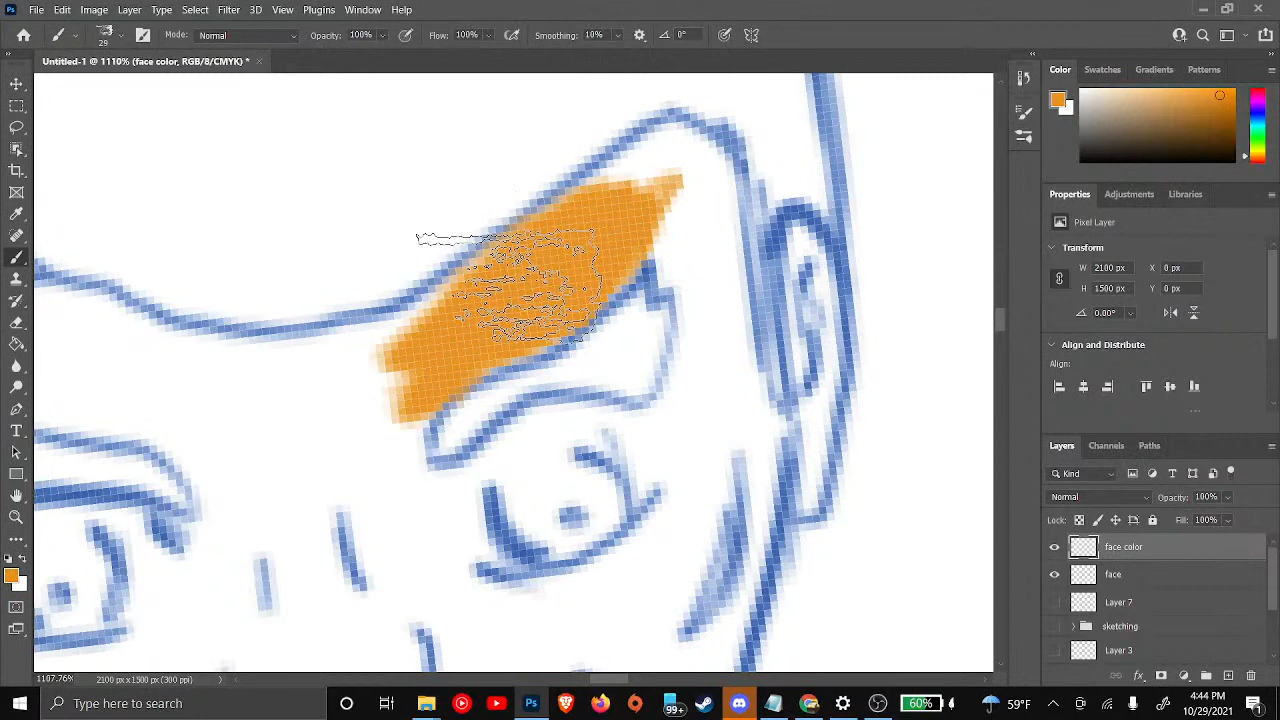 Ps File Edit Image Layer Type Select Filter 3D View Plugins Window Help
29 Mode: Normal Opacity: 100% Flow: 100% Smoothing: 10% 0°
Untitled-1 @ 1110% (face color, RGB/8/CMYK) *
Color Swatches Gradients Patterns
Properties Adjustments Libraries
Pixel Layer
Transform
W 2100 px X 0 px
H 1500 px Y 0 px
0.00°
Align and Distribute
Align:
Layers Channels Paths
Kind
Normal Opacity: 100%
Lock: Fill: 100%
face color
face
Layer 7
sketching
Layer 3
1107.76% 2100 px x 1500 px (300 ppi)
Type here to search
Ps
99+
60%
59°F
4:44 PM
10/29/2021